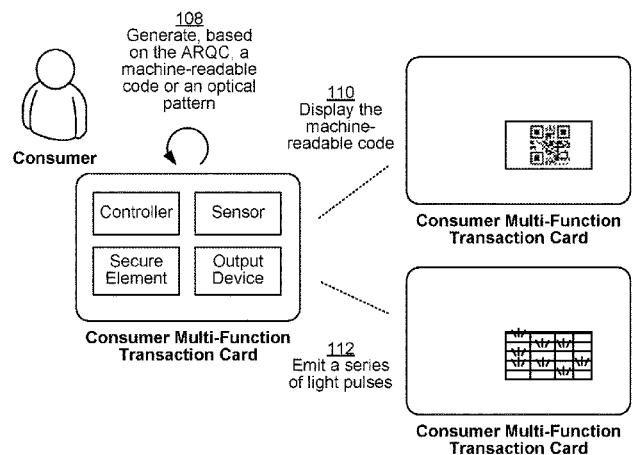 108
Generate, based
on the ARQC, a
machine-readable
code or an optical
pattern
Consumer
Controller
Sensor
Secure
Element
Output
Device
Consumer Multi-Function
Transaction Card
110
Display the
machine-
readable code
Consumer Multi-Function
Transaction Card
112
Emit a series
of light pulses
Consumer Multi-Function
Transaction Card